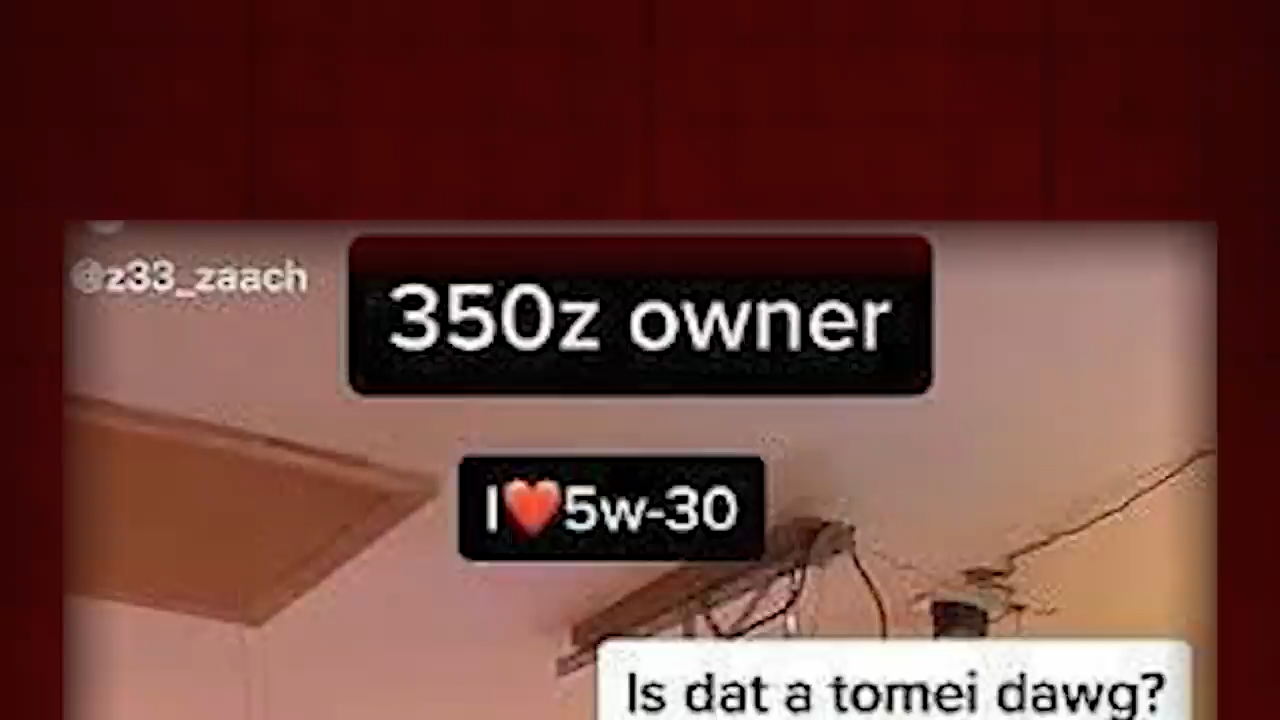 @z33_zaach
350z owner
I❤️5w-30
Is dat a tomei dawg?